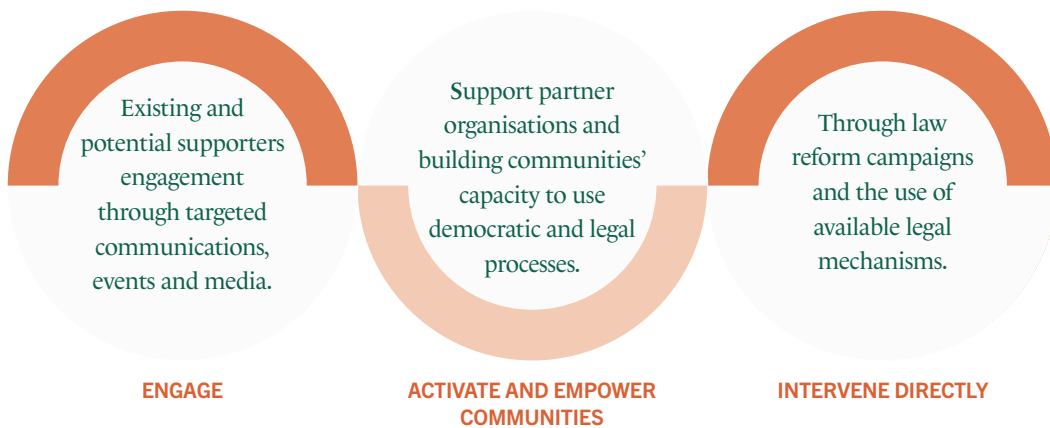 Existing and
potential supporters
engagement
through targeted
communications,
events and media.
ENGAGE
Support partner
organisations and
building communities’
capacity to use
democratic and legal
processes.
ACTIVATE AND EMPOWER
COMMUNITIES
Through law
reform campaigns
and the use of
available legal
mechanisms.
INTERVENE DIRECTLY